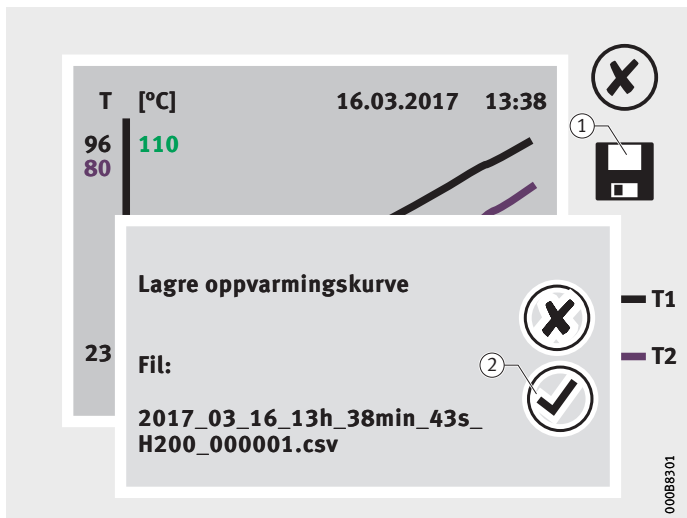 T [°C] 16.03.2017 13:38
1
96 110
80
Lagre oppvarmingskurve
T1
23
Fil:
2
T2
2017_03_16_13h_38min_43s_
H200_000001.csv
000B8301